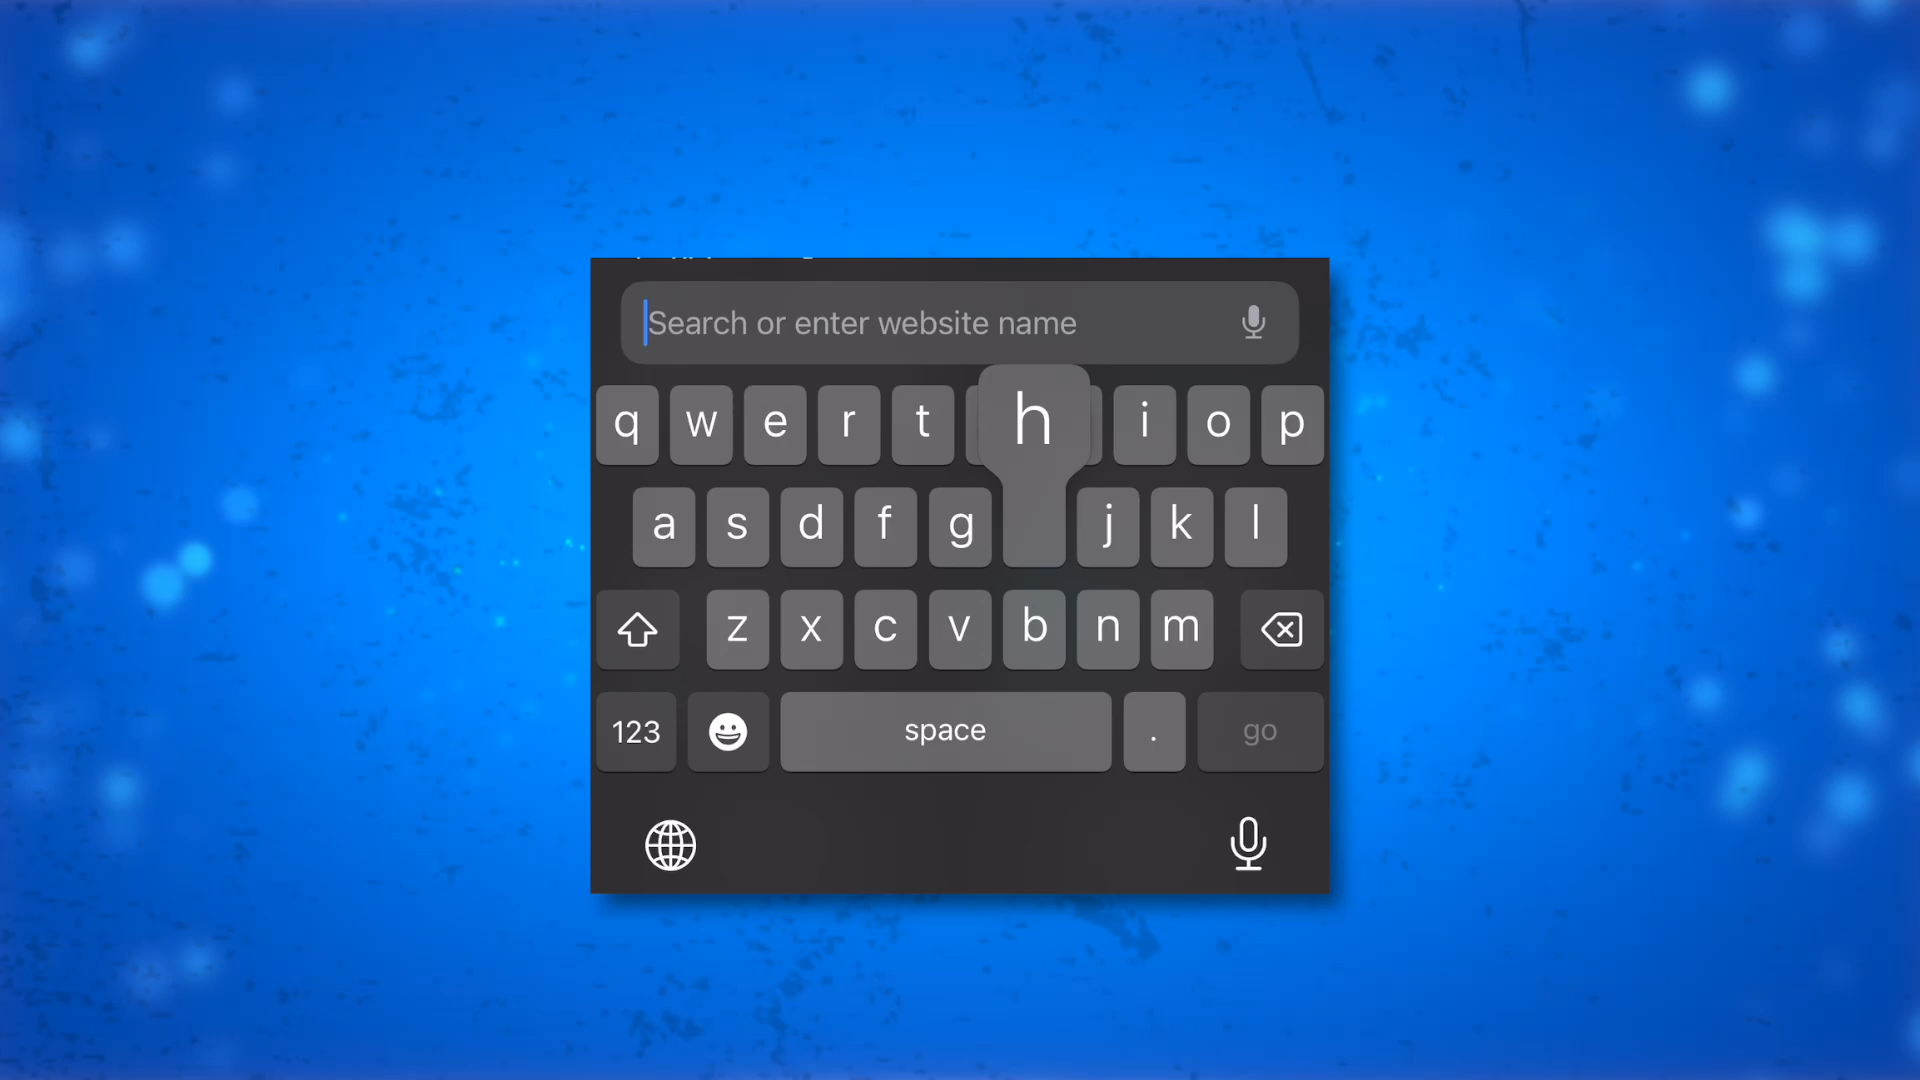 Search or enter website name
q w e r t h i o p
a s d f g j k l
z x c v b n m
123 space . go